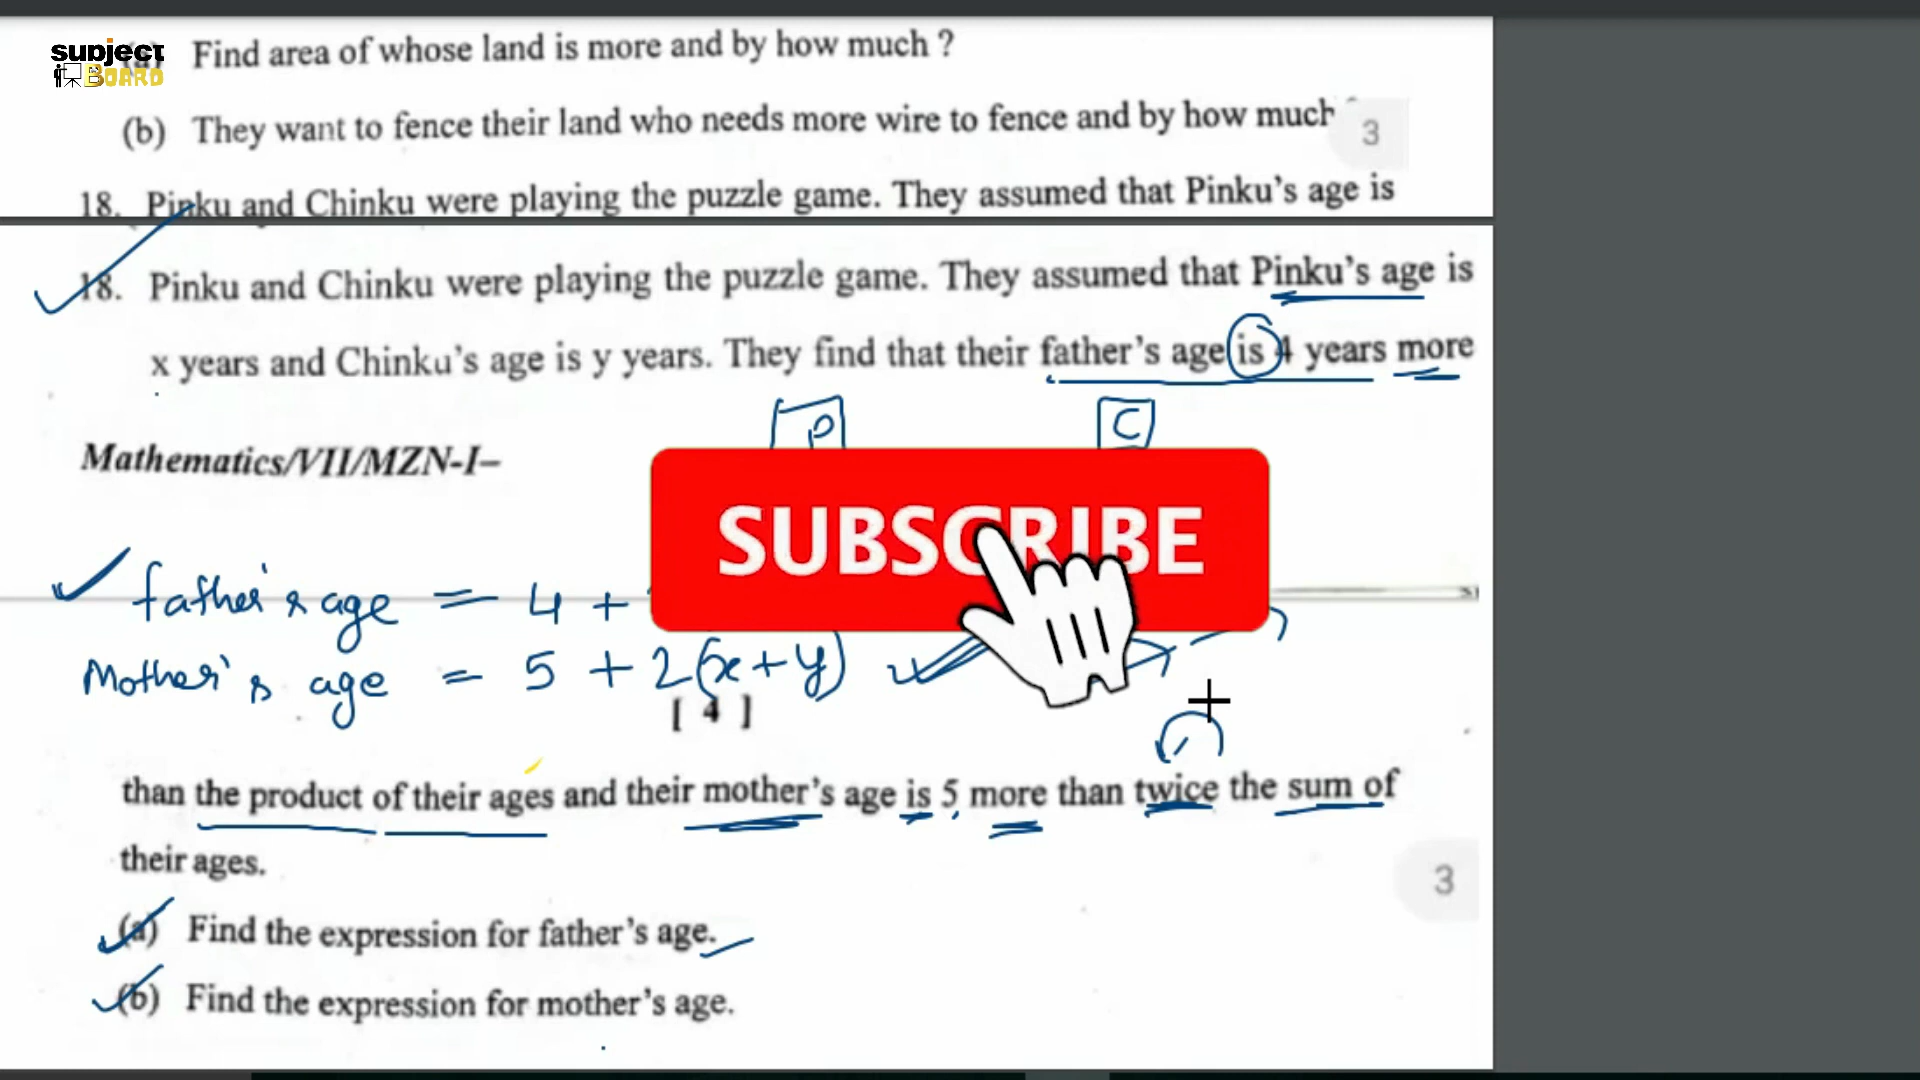 subject
BOARD
(a) Find area of whose land is more and by how much ?
(b) They want to fence their land who needs more wire to fence and by how much
3
18. Pinku and Chinku were playing the puzzle game. They assumed that Pinku's age is
18. Pinku and Chinku were playing the puzzle game. They assumed that Pinku's age is
x years and Chinku's age is y years. They find that their father's age is 4 years more
P C
Mathematics/VII/MZN-I–
SUBSCRIBE
father's age = 4 +
Mother's age = 5 + 2(x+y)
[ 4 ]
than the product of their ages and their mother's age is 5, more than twice the sum of
their ages.
3
(a) Find the expression for father's age.
(b) Find the expression for mother's age.